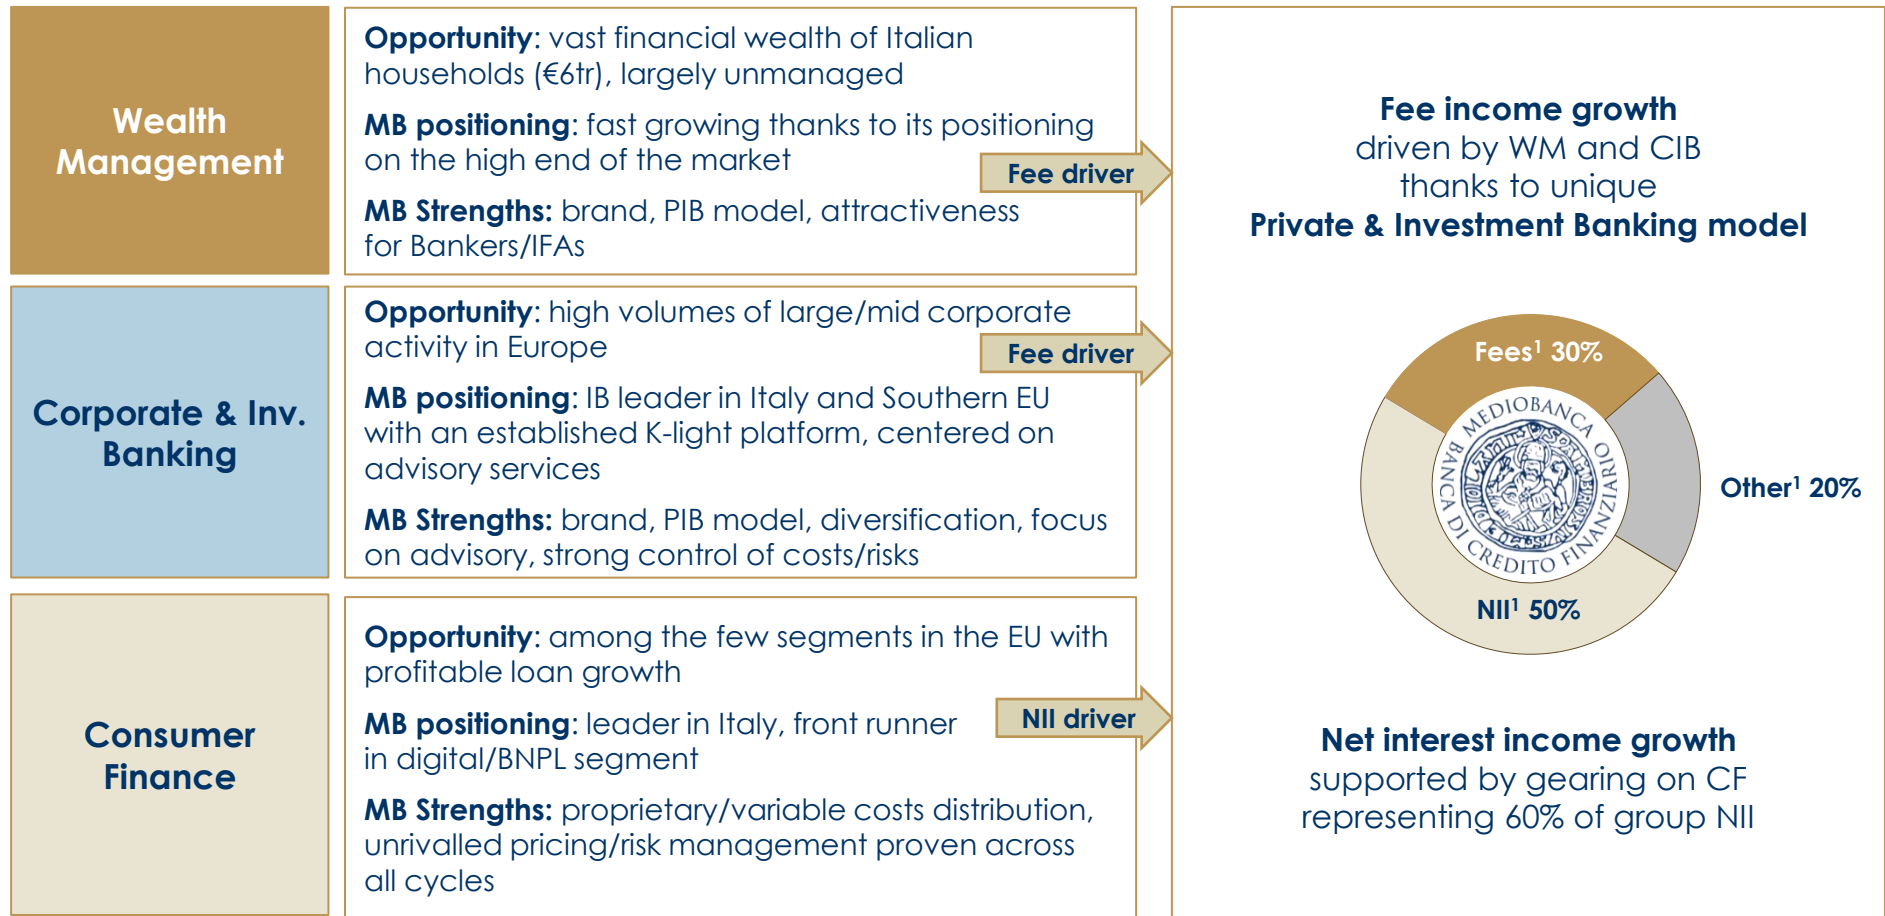 Wealth
Management
Opportunity: vast financial wealth of Italian
households (€6tr), largely unmanaged
MB positioning: fast growing thanks to its positioning
on the high end of the market
MB Strengths: brand, PIB model, attractiveness
for Bankers/IFAs
Fee driver
Corporate & Inv.
Banking
Opportunity: high volumes of large/mid corporate
activity in Europe
Fee driver
MB positioning: IB leader in Italy and Southern EU
with an established K-light platform, centered on
advisory services
MB Strengths: brand, PIB model, diversification, focus
on advisory, strong control of costs/risks
Consumer
Finance
Opportunity: among the few segments in the EU with
profitable loan growth
MB positioning: leader in Italy, front runner
in digital/BNPL segment
NII driver
MB Strengths: proprietary/variable costs distribution,
unrivalled pricing/risk management proven across
all cycles
Fee income growth
driven by WM and CIB
thanks to unique
Private & Investment Banking model
Fees¹ 30%
Other¹ 20%
NII¹ 50%
MEDIOBANCA
BANCA DI CREDITO FINANZIARIO
Net interest income growth
supported by gearing on CF
representing 60% of group NII